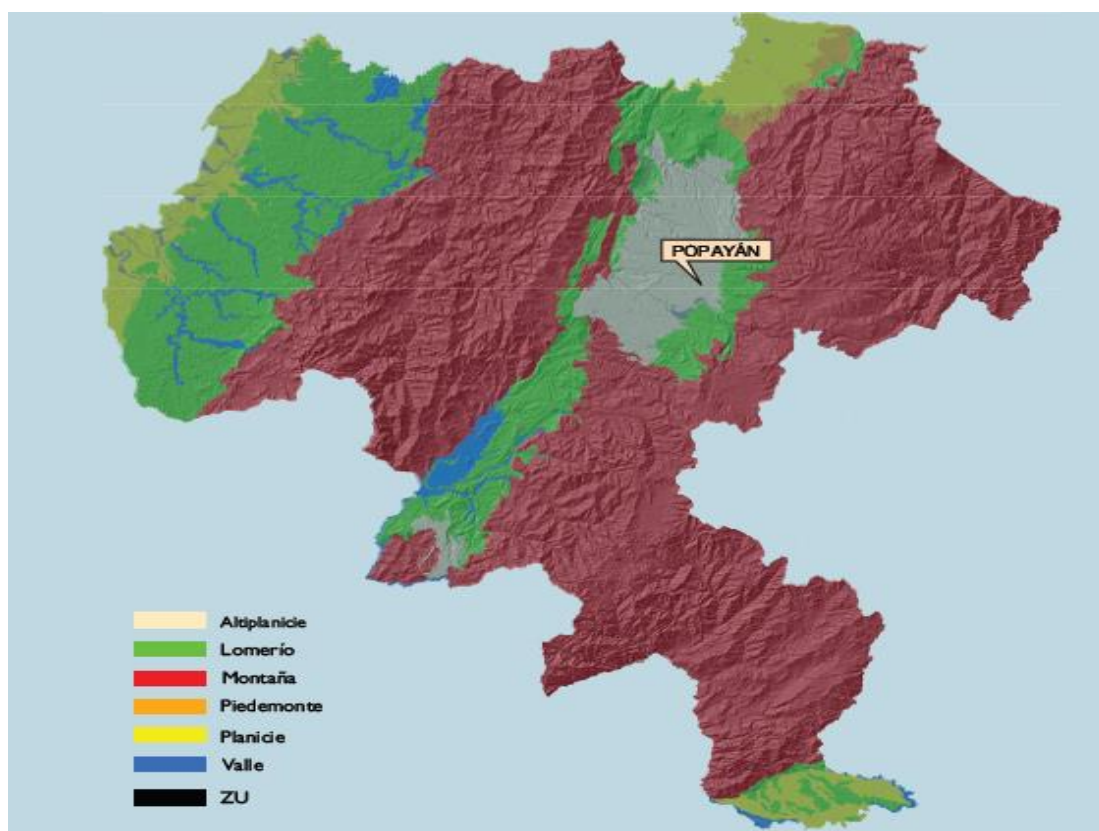 POPAYÁN
Altiplanicie
Lomerío
Montaña
Piedemonte
Planicie
Valle
ZU